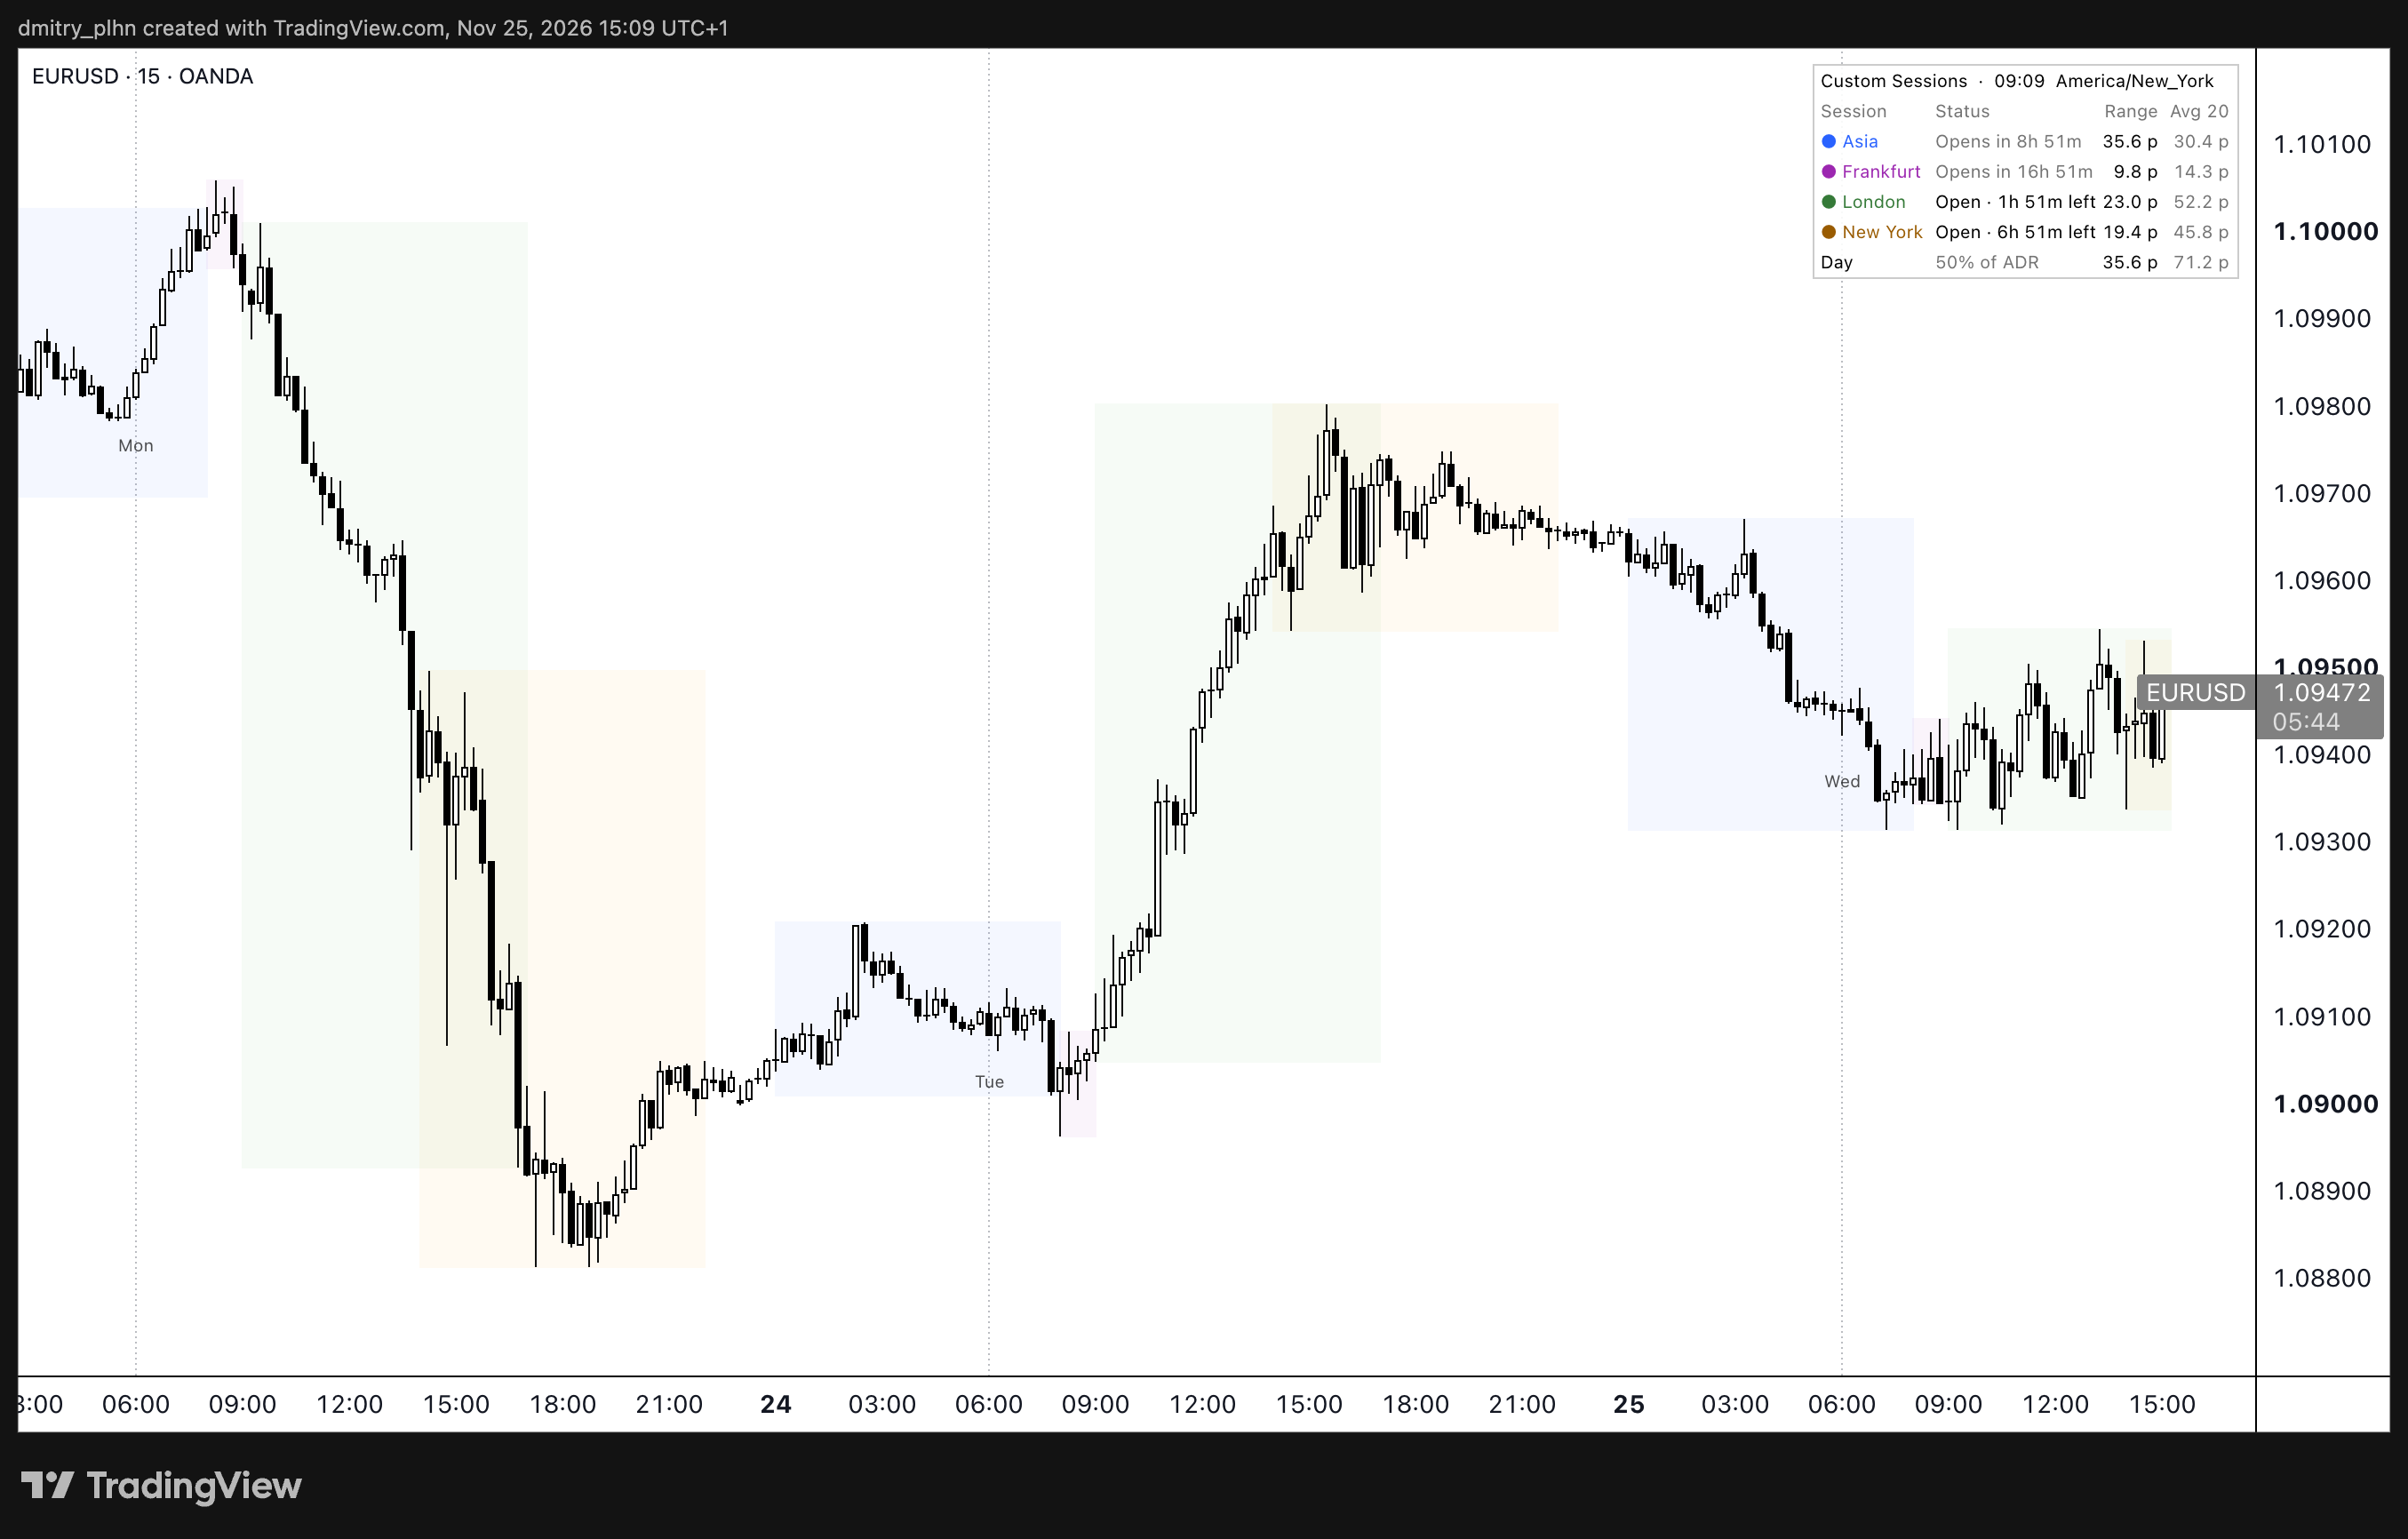 dmitry_plhn created with TradingView.com, Nov 25, 2026 15:09 UTC+1
EURUSD · 15 · OANDA
Custom Sessions · 09:09 America/New_York
Session Status Range Avg 20
Asia Opens in 8h 51m 35.6 p 30.4 p
Frankfurt Opens in 16h 51m 9.8 p 14.3 p
London Open · 1h 51m left 23.0 p 52.2 p
New York Open · 6h 51m left 19.4 p 45.8 p
Day 50% of ADR 35.6 p 71.2 p
1.10100
1.10000
1.09900
1.09800
Mon
1.09700
1.09600
1.09500
EURUSD 1.09472
05:44
1.09400
Wed
1.09300
1.09200
1.09100
Tue
1.09000
1.08900
1.08800
3:00 06:00 09:00 12:00 15:00 18:00 21:00 24 03:00 06:00 09:00 12:00 15:00 18:00 21:00 25 03:00 06:00 09:00 12:00 15:00
TradingView